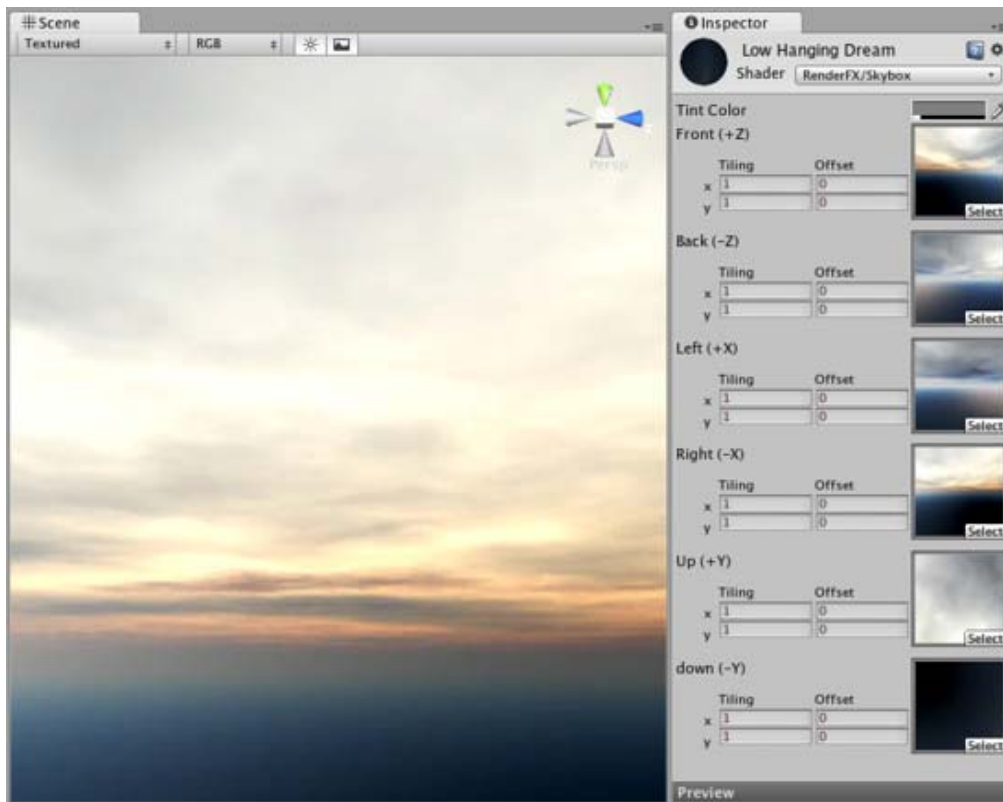 Scene
Textured RGB
Persp
Inspector
Low Hanging Dream
Shader RenderFX/Skybox
Tint Color
Front (+Z)
Tiling Offset
x 1 0
y 1 0
Select
Back (-Z)
Tiling Offset
x 1 0
y 1 0
Select
Left (+X)
Tiling Offset
x 1 0
y 1 0
Select
Right (-X)
Tiling Offset
x 1 0
y 1 0
Select
Up (+Y)
Tiling Offset
x 1 0
y 1 0
Select
down (-Y)
Tiling Offset
x 1 0
y 1 0
Select
Preview